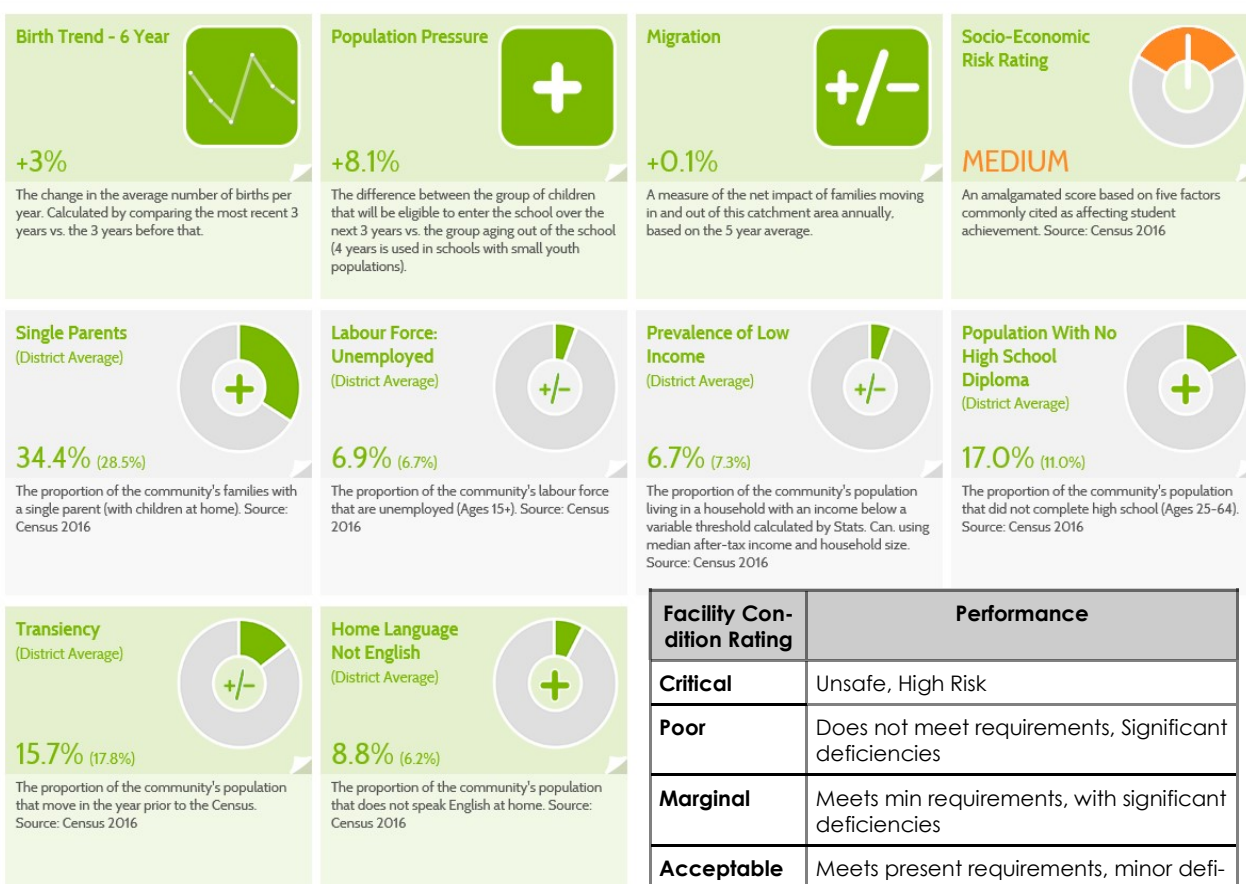 Birth Trend - 6 Year
+3%
The change in the average number of births per
year. Calculated by comparing the most recent 3
years vs. the 3 years before that.
Population Pressure
+
+8.1%
The difference between the group of children
that will be eligible to enter the school over the
next 3 years vs. the group aging out of the school
(4 years is used in schools with small youth
populations).
Migration
+/−
+0.1%
A measure of the net impact of families moving
in and out of this catchment area annually,
based on the 5 year average.
Socio-Economic
Risk Rating
MEDIUM
An amalgamated score based on five factors
commonly cited as affecting student
achievement. Source: Census 2016
Single Parents
(District Average)
+
34.4% (28.5%)
The proportion of the community's families with
a single parent (with children at home). Source:
Census 2016
Labour Force:
Unemployed
(District Average)
+/−
6.9% (6.7%)
The proportion of the community's labour force
that are unemployed (Ages 15+). Source: Census
2016
Prevalence of Low
Income
(District Average)
+/−
6.7% (7.3%)
The proportion of the community's population
living in a household with an income below a
variable threshold calculated by Stats. Can. using
median after-tax income and household size.
Source: Census 2016
Population With No
High School
Diploma
(District Average)
+
17.0% (11.0%)
The proportion of the community's population
that did not complete high school (Ages 25-64).
Source: Census 2016
Transiency
(District Average)
+/−
15.7% (17.8%)
The proportion of the community's population
that move in the year prior to the Census.
Source: Census 2016
Home Language
Not English
(District Average)
+
8.8% (6.2%)
The proportion of the community's population
that does not speak English at home. Source:
Census 2016
Facility Con-
dition Rating
Performance
Critical
Unsafe, High Risk
Poor
Does not meet requirements, Significant
deficiencies
Marginal
Meets min requirements, with significant
deficiencies
Acceptable
Meets present requirements, minor defi-